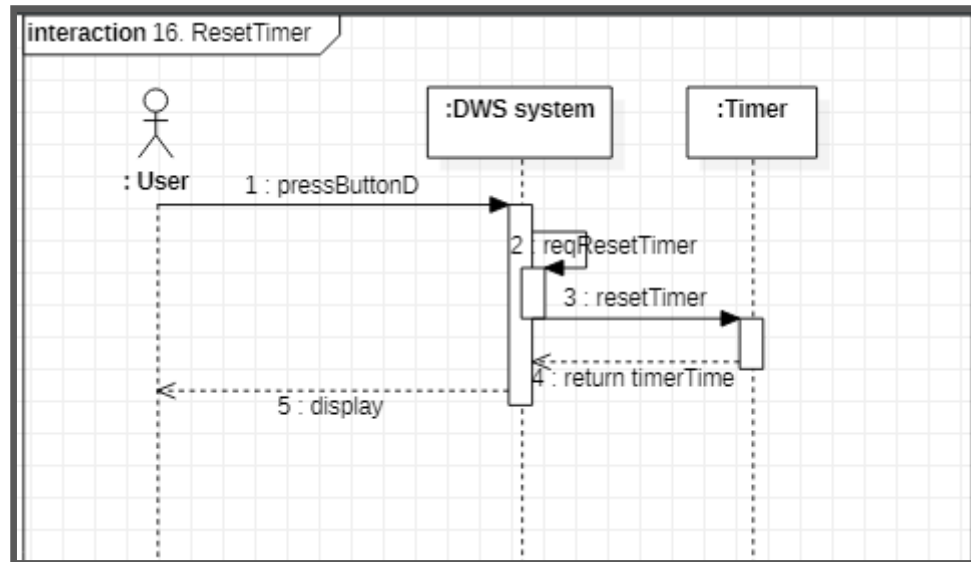 interaction 16. ResetTimer
:DWS system
:Timer
: User
1 : pressButtonD
2 : reqResetTimer
3 : resetTimer
4 : return timerTime
5 : display